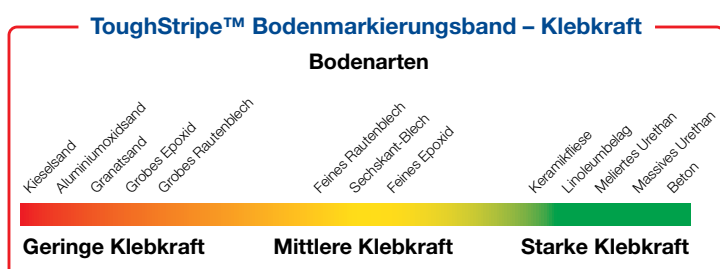 ToughStripe™ Bodenmarkierungsband – Klebkraft
Bodenarten
Kieselsand
Aluminiumoxidsand
Granatsand
Grobes Epoxid
Grobes Rautenblech
Feines Rautenblech
Sechskant-Blech
Feines Epoxid
Keramikfliese
Linoleumbelag
Meliertes Urethan
Massives Urethan
Beton
Geringe Klebkraft
Mittlere Klebkraft
Starke Klebkraft